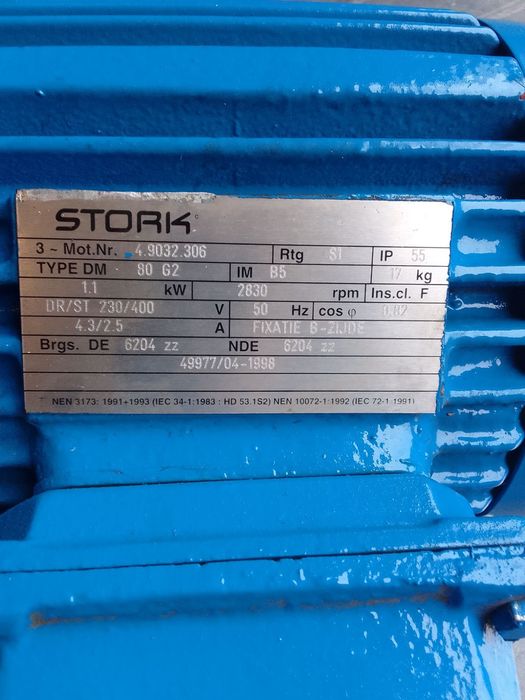 STORK
3 ~ Mot.Nr. 4.9032.306 Rtg S1 IP 55
TYPE DM - 80 G2 IM B5 17 kg
1.1 kW 2830 rpm Ins.cl. F
DR/ST 230/400 V 50 Hz cos φ 0.82
4.3/2.5 A FIXATIE B-ZIJDE
Brgs. DE 6204 zz NDE 6204 zz
49977/04-1998
NEN 3173: 1991+1993 (IEC 34-1:1983 : HD 53.1S2) NEN 10072-1:1992 (IEC 72-1 1991)